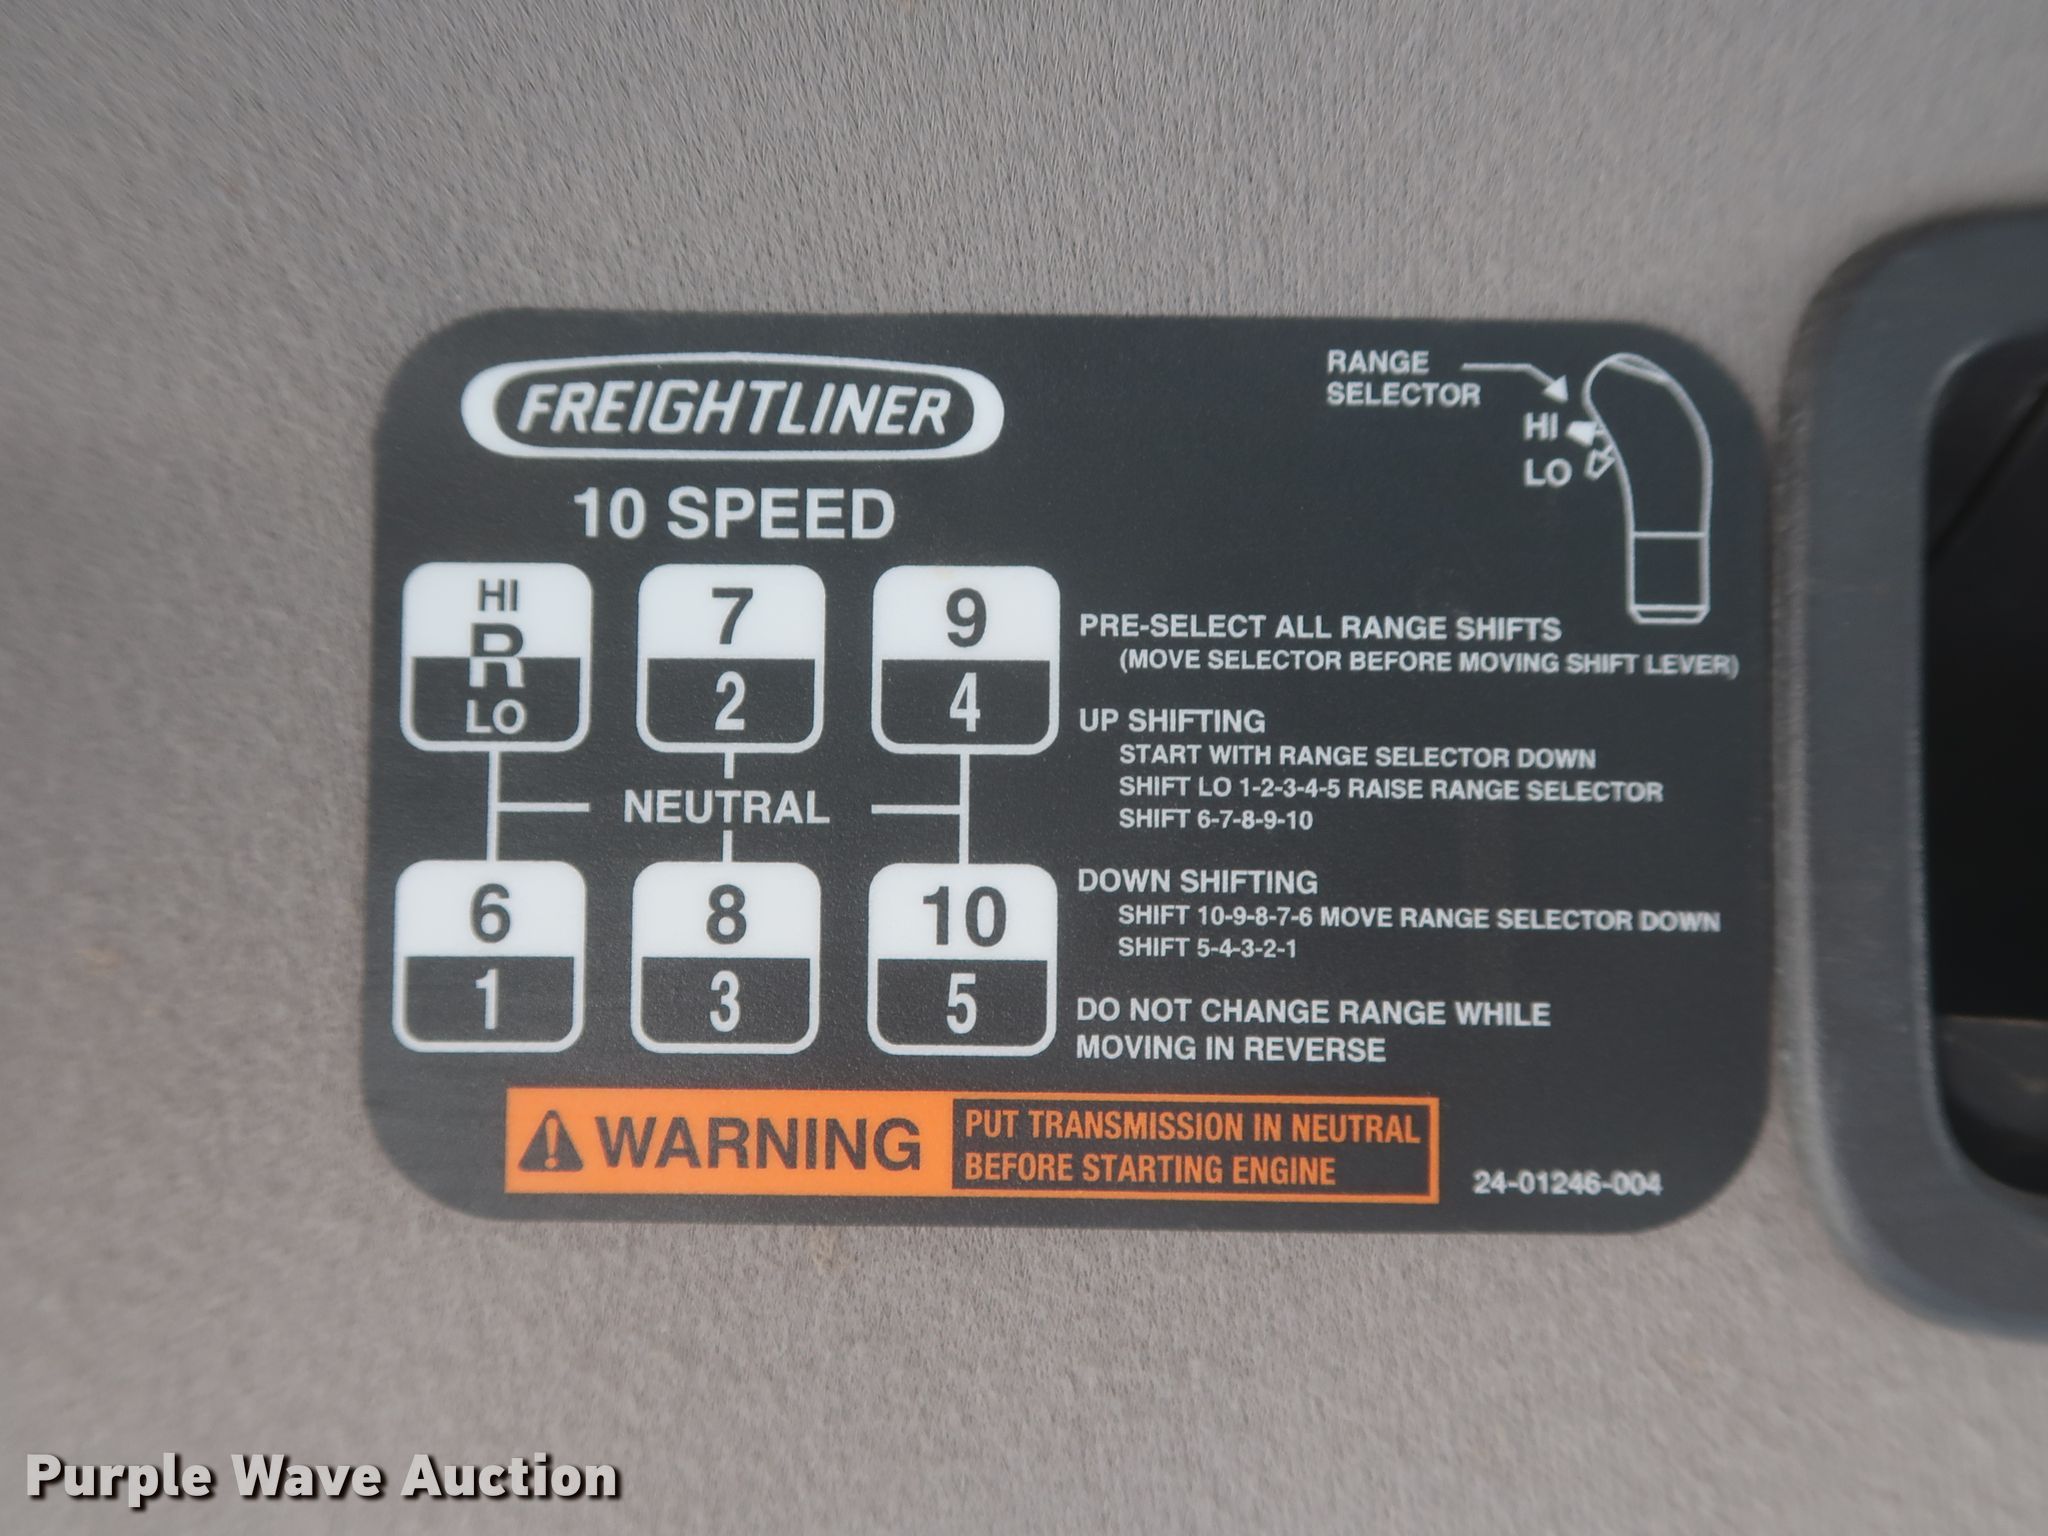 FREIGHTLINER
10 SPEED
RANGE
SELECTOR
HI
LO
HI
R
LO
7
2
9
4
NEUTRAL
6
1
8
3
10
5
PRE-SELECT ALL RANGE SHIFTS
(MOVE SELECTOR BEFORE MOVING SHIFT LEVER)
UP SHIFTING
START WITH RANGE SELECTOR DOWN
SHIFT LO 1-2-3-4-5 RAISE RANGE SELECTOR
SHIFT 6-7-8-9-10
DOWN SHIFTING
SHIFT 10-9-8-7-6 MOVE RANGE SELECTOR DOWN
SHIFT 5-4-3-2-1
DO NOT CHANGE RANGE WHILE
MOVING IN REVERSE
WARNING
PUT TRANSMISSION IN NEUTRAL
BEFORE STARTING ENGINE
24-01246-004
Purple Wave Auction